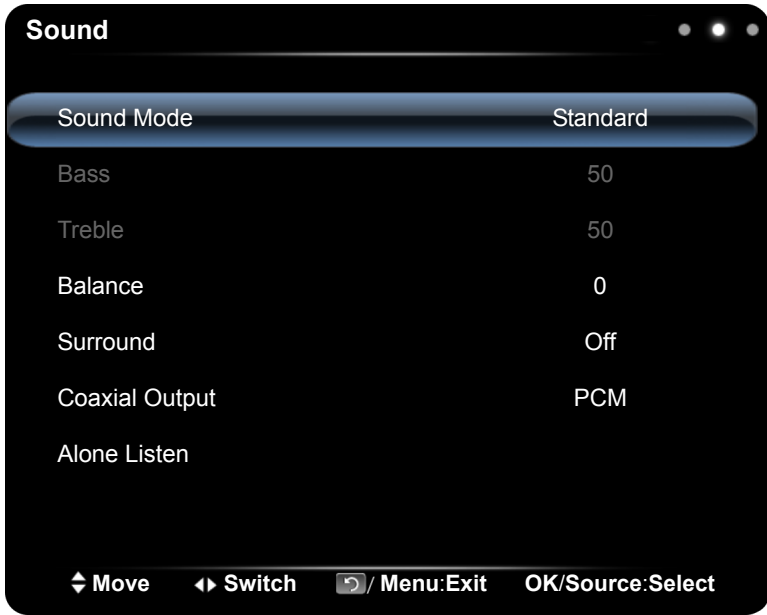 Sound
Sound Mode Standard
Bass 50
Treble 50
Balance 0
Surround Off
Coaxial Output PCM
Alone Listen
Move Switch / Menu:Exit OK/Source:Select